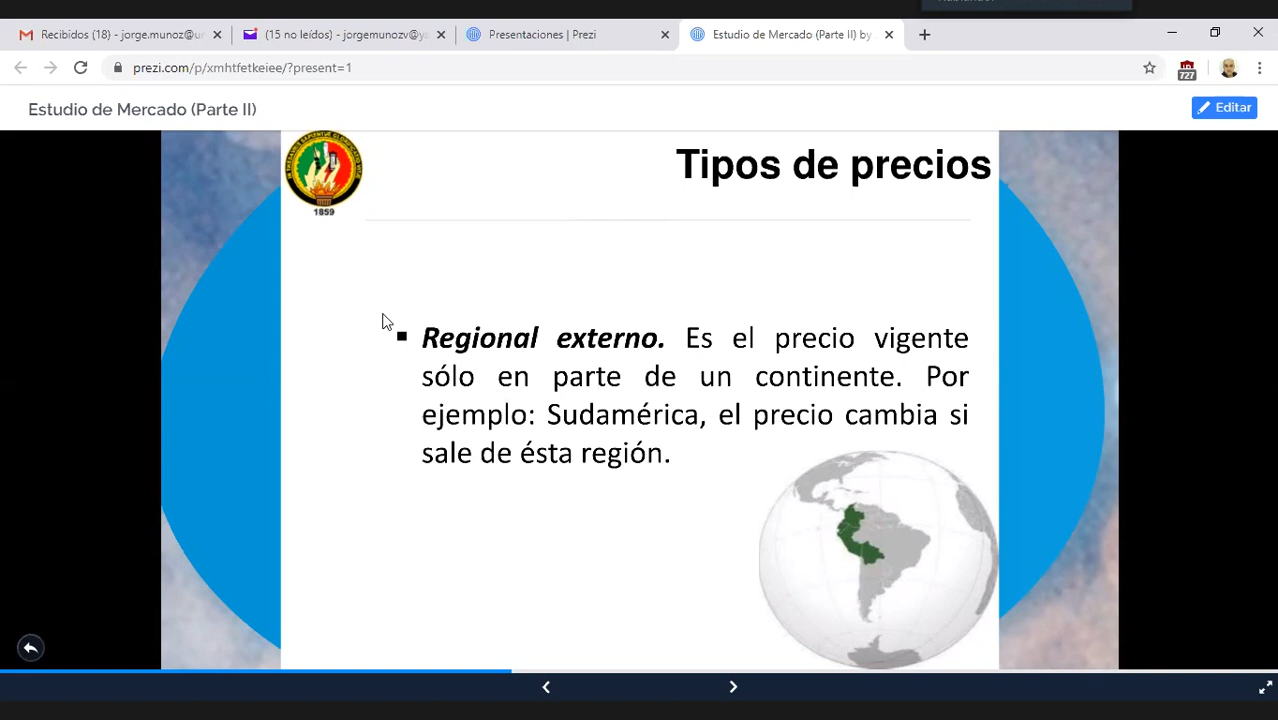 Recibidos (18) - jorge.munoz@u
(15 no leídos) - jorgemunozv@y
Presentaciones | Prezi
Estudio de Mercado (Parte II) by
prezi.com/p/xmhtfetkeiee/?present=1
727
Estudio de Mercado (Parte II)
Editar
1859
Tipos de precios
▪ Regional externo. Es el precio vigente
sólo en parte de un continente. Por
ejemplo: Sudamérica, el precio cambia si
sale de ésta región.